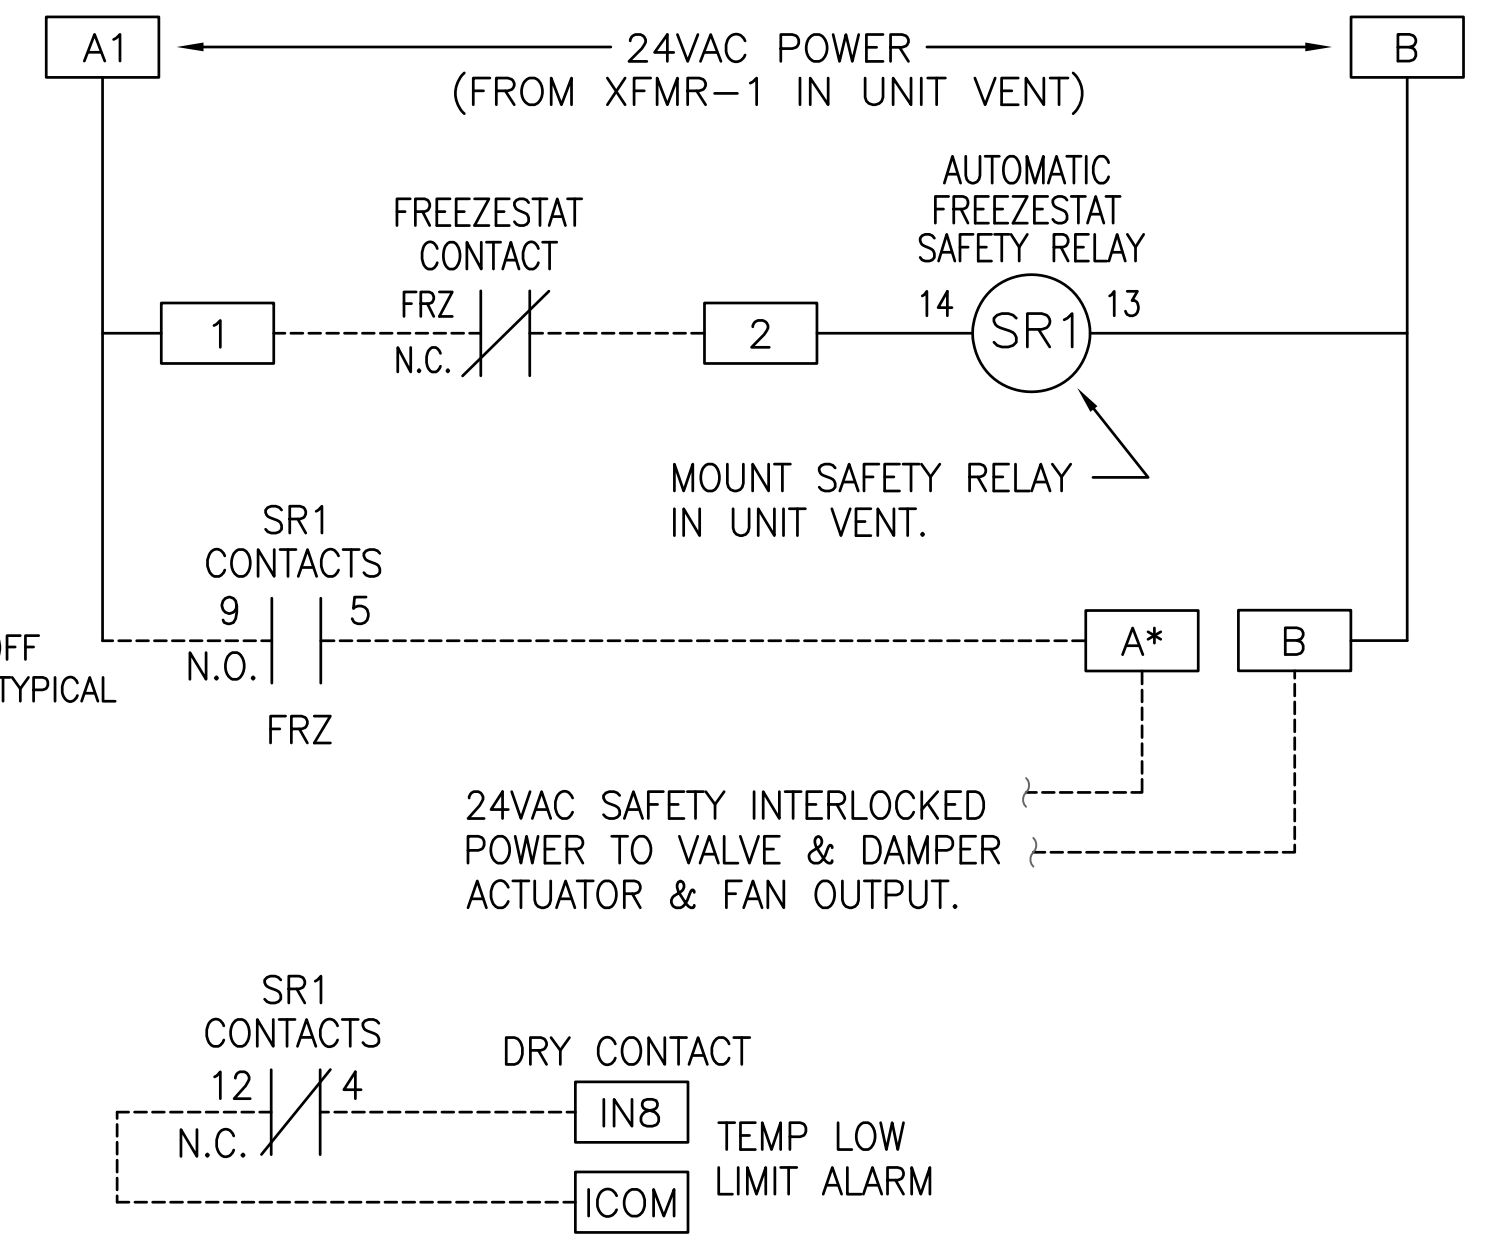 A1
24VAC POWER
B
(FROM XFMR-1 IN UNIT VENT)
AUTOMATIC
FREEZESTAT
SAFETY RELAY
FREEZESTAT
CONTACT
FRZ
N.C.
1
2
14
SR1
13
MOUNT SAFETY RELAY
IN UNIT VENT.
SR1
CONTACTS
9
5
N.O.
FRZ
TYPICAL
A*
B
24VAC SAFETY INTERLOCKED
POWER TO VALVE & DAMPER
ACTUATOR & FAN OUTPUT.
SR1
CONTACTS
12
4
N.C.
DRY CONTACT
IN8
ICOM
TEMP LOW
LIMIT ALARM